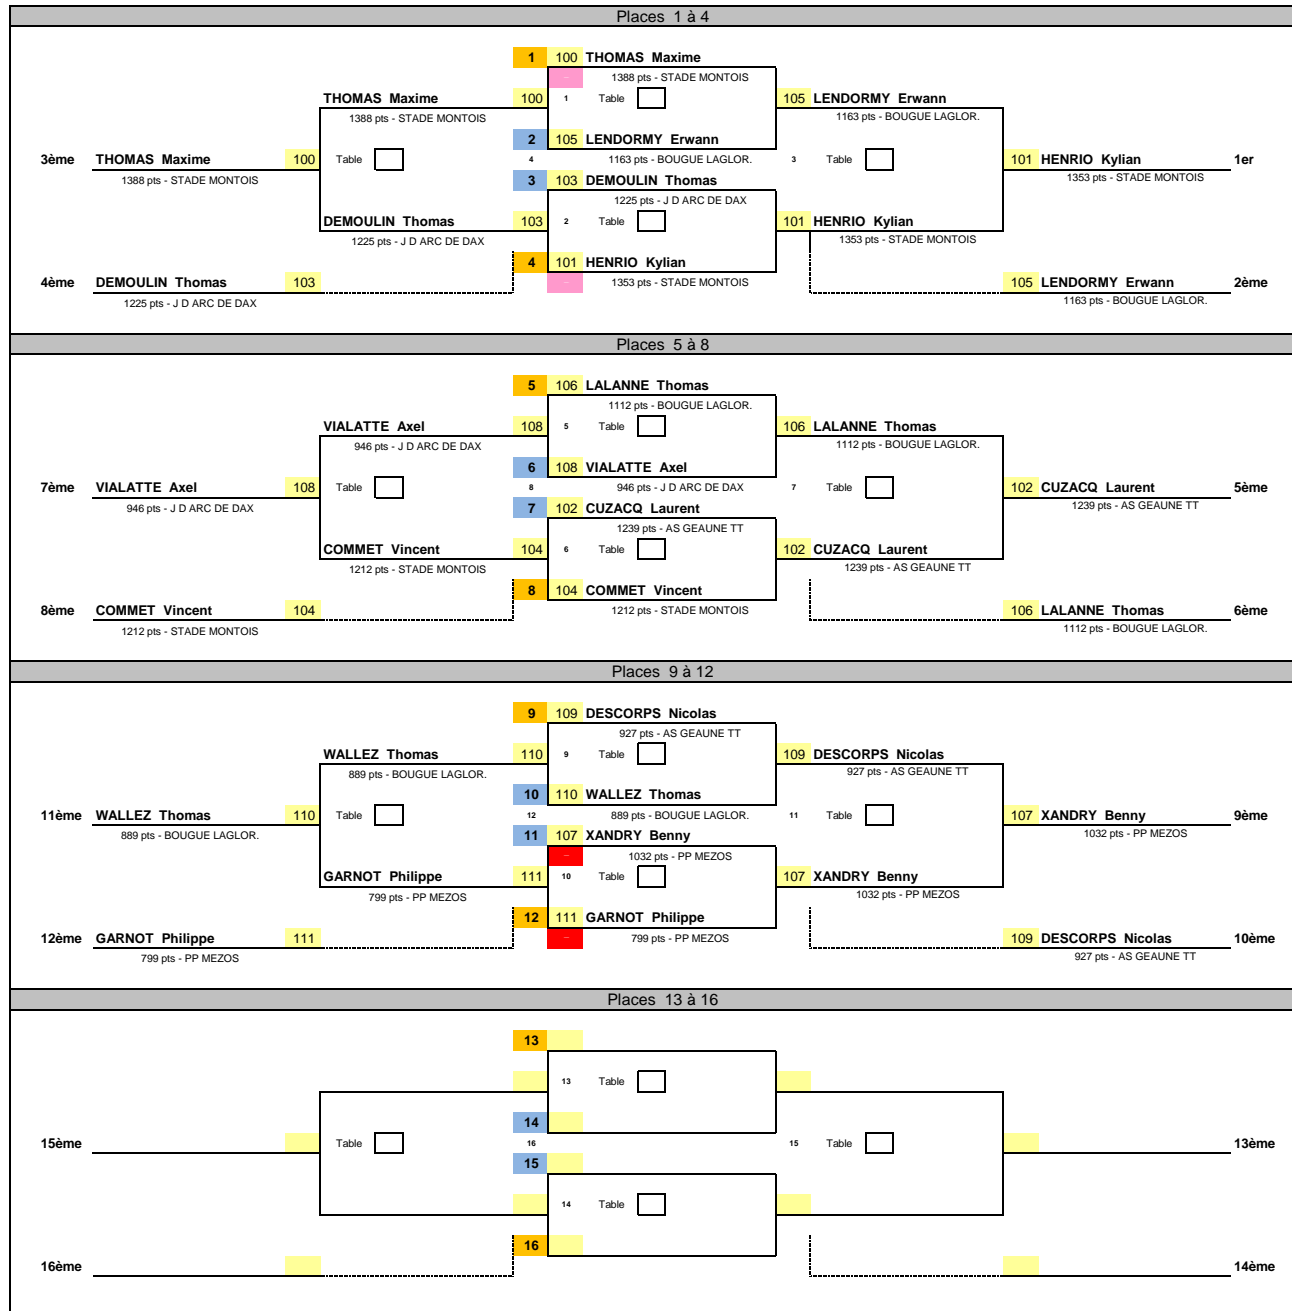 Places 1 à 4
1 100 THOMAS Maxime
1388 pts - STADE MONTOIS
THOMAS Maxime 100 1 Table 105 LENDORMY Erwann
1388 pts - STADE MONTOIS 1163 pts - BOUGUE LAGLOR.
2 105 LENDORMY Erwann
3ème THOMAS Maxime 100 Table 4 1163 pts - BOUGUE LAGLOR. 3 Table 101 HENRIO Kylian 1er
1388 pts - STADE MONTOIS 3 103 DEMOULIN Thomas 1353 pts - STADE MONTOIS
1225 pts - J D ARC DE DAX
DEMOULIN Thomas 103 2 Table 101 HENRIO Kylian
1225 pts - J D ARC DE DAX 1353 pts - STADE MONTOIS
4 101 HENRIO Kylian
4ème DEMOULIN Thomas 103 1353 pts - STADE MONTOIS 105 LENDORMY Erwann 2ème
1225 pts - J D ARC DE DAX 1163 pts - BOUGUE LAGLOR.
Places 5 à 8
5 106 LALANNE Thomas
1112 pts - BOUGUE LAGLOR.
VIALATTE Axel 108 5 Table 106 LALANNE Thomas
946 pts - J D ARC DE DAX 1112 pts - BOUGUE LAGLOR.
6 108 VIALATTE Axel
7ème VIALATTE Axel 108 Table 8 946 pts - J D ARC DE DAX 7 Table 102 CUZACQ Laurent 5ème
946 pts - J D ARC DE DAX 7 102 CUZACQ Laurent 1239 pts - AS GEAUNE TT
1239 pts - AS GEAUNE TT
COMMET Vincent 104 6 Table 102 CUZACQ Laurent
1212 pts - STADE MONTOIS 1239 pts - AS GEAUNE TT
8 104 COMMET Vincent
8ème COMMET Vincent 104 1212 pts - STADE MONTOIS 106 LALANNE Thomas 6ème
1212 pts - STADE MONTOIS 1112 pts - BOUGUE LAGLOR.
Places 9 à 12
9 109 DESCORPS Nicolas
927 pts - AS GEAUNE TT
WALLEZ Thomas 110 9 Table 109 DESCORPS Nicolas
889 pts - BOUGUE LAGLOR. 927 pts - AS GEAUNE TT
10 110 WALLEZ Thomas
11ème WALLEZ Thomas 110 Table 12 889 pts - BOUGUE LAGLOR. 11 Table 107 XANDRY Benny 9ème
889 pts - BOUGUE LAGLOR. 11 107 XANDRY Benny 1032 pts - PP MEZOS
1032 pts - PP MEZOS
GARNOT Philippe 111 10 Table 107 XANDRY Benny
799 pts - PP MEZOS 1032 pts - PP MEZOS
12 111 GARNOT Philippe
12ème GARNOT Philippe 111 799 pts - PP MEZOS 109 DESCORPS Nicolas 10ème
799 pts - PP MEZOS 927 pts - AS GEAUNE TT
Places 13 à 16
13
13 Table
14
15ème Table 16 15 Table 13ème
15
14 Table
16
16ème 14ème